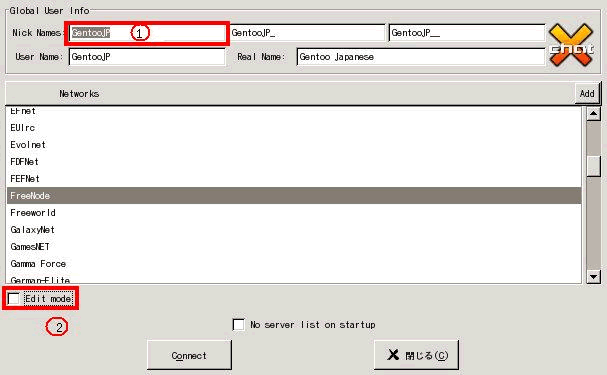 Global User Info
Nick Names: GentooJP 1 GentooJP_ GentooJP__
User Name: GentooJP Real Name: Gentoo Japanese
xchat
Networks Add
EFnet
EUIrc
Evolnet
FDFNet
FEFNet
FreeNode
Freeworld
GalaxyNet
GamesNET
Gamma Force
German-Elite
Edit mode
2
No server list on startup
Connect 閉じる(C)